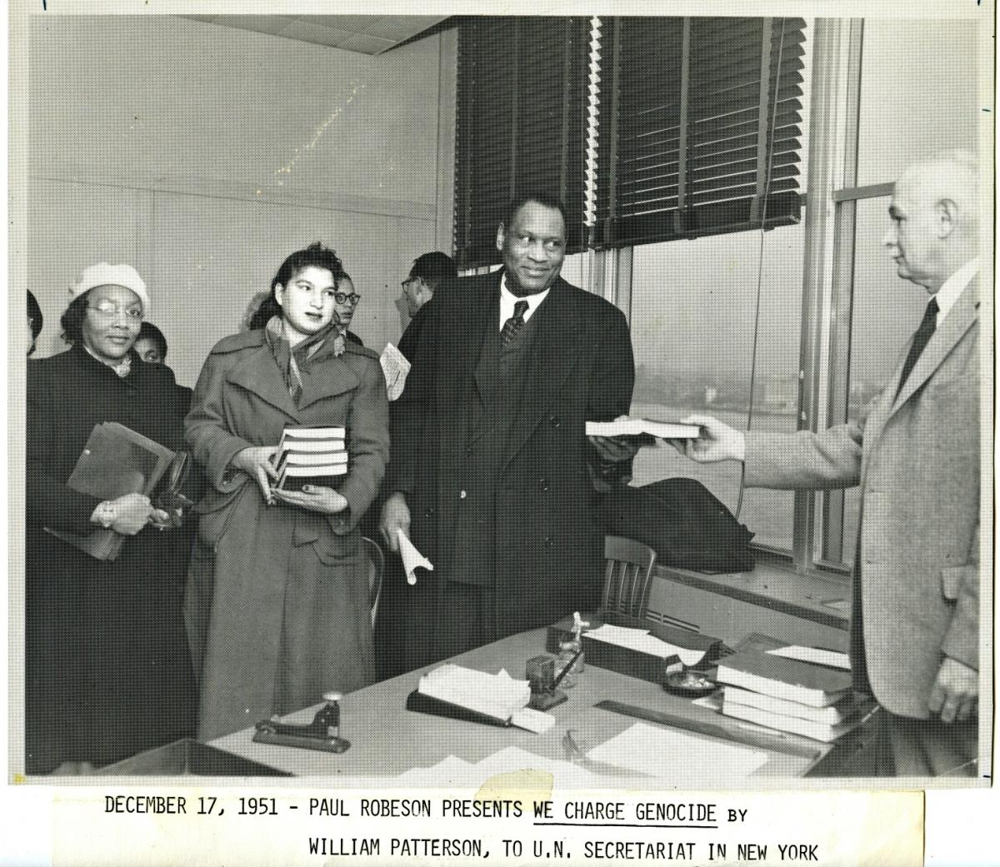 DECEMBER 17, 1951 - PAUL ROBESON PRESENTS WE CHARGE GENOCIDE BY
WILLIAM PATTERSON, TO U.N. SECRETARIAT IN NEW YORK